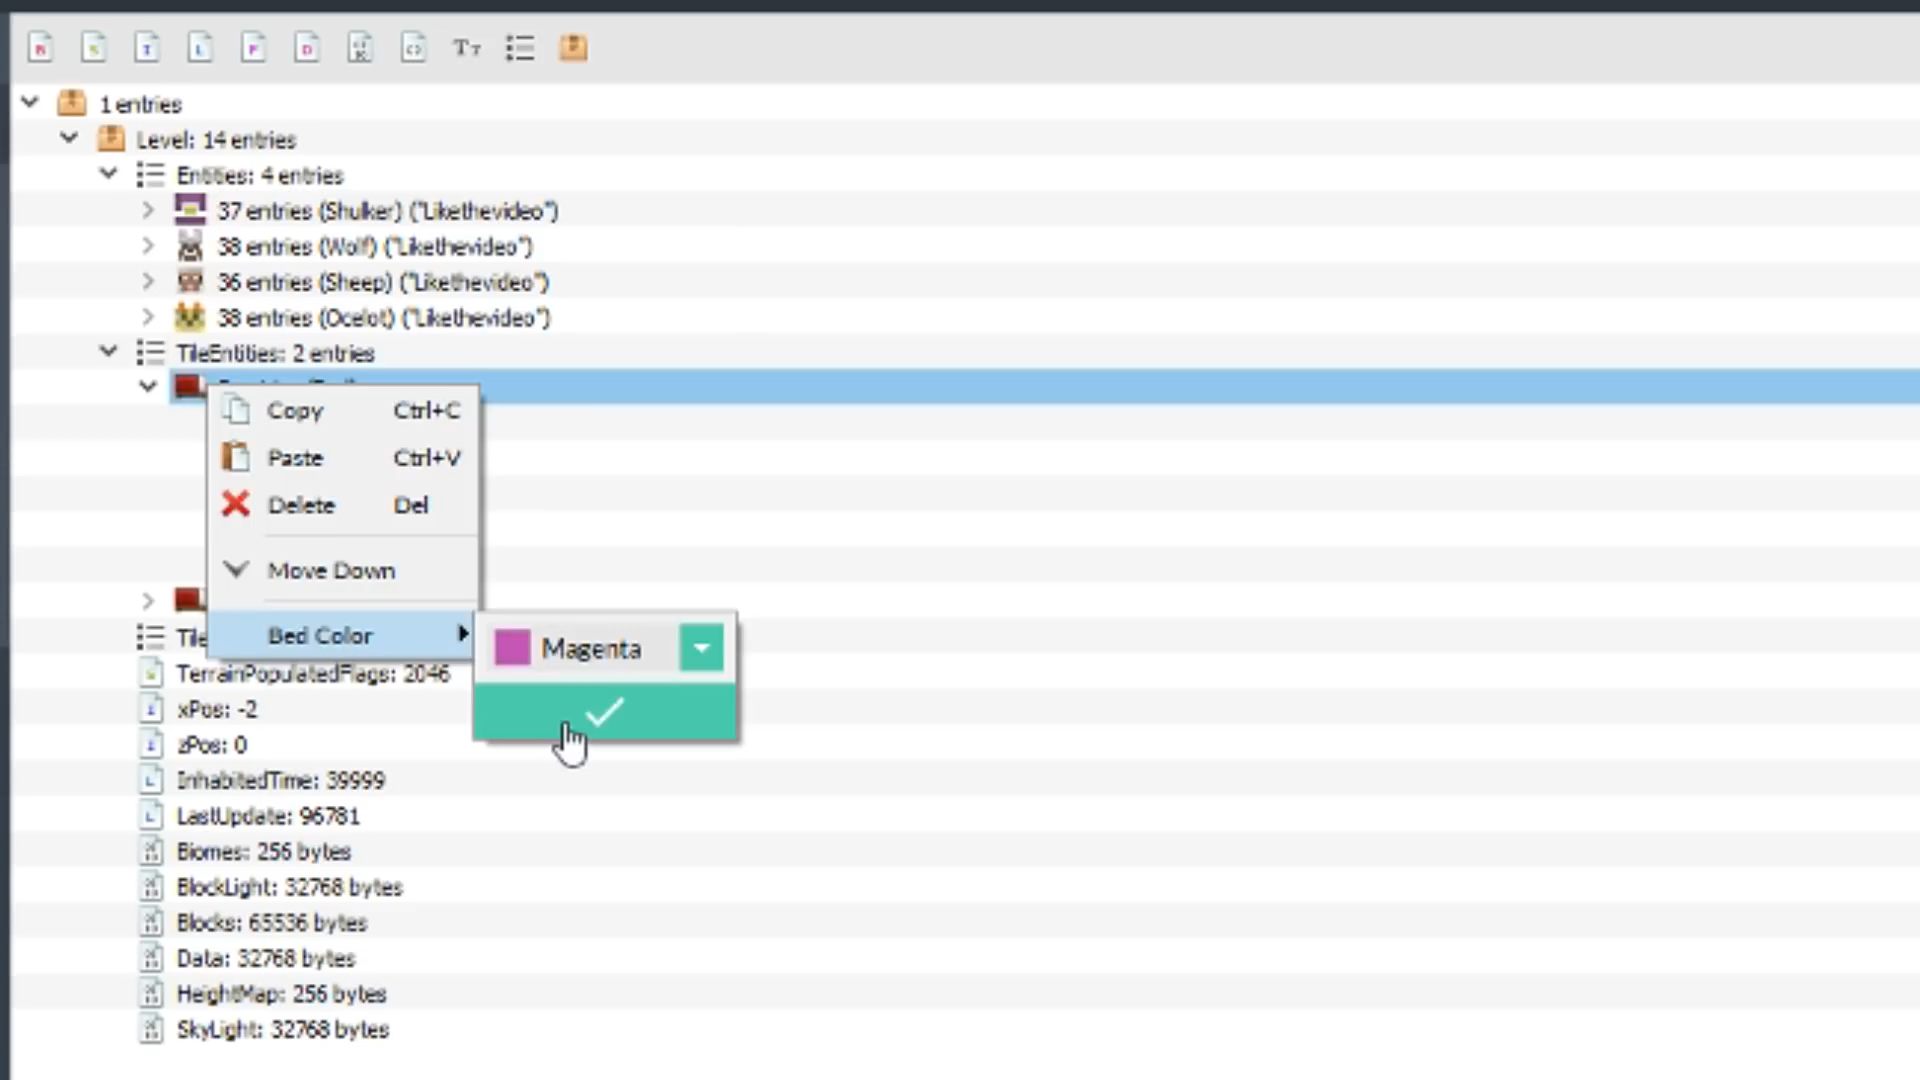 TT
1 entries
Level: 14 entries
Entities: 4 entries
37 entries (Shulker) ("Likethevideo")
38 entries (Wolf) ("Likethevideo")
36 entries (Sheep) ("Likethevideo")
38 entries (Ocelot) ("Likethevideo")
TileEntities: 2 entries
Copy Ctrl+C
Paste Ctrl+V
Delete Del
Move Down
Bed Color
Magenta
Tile
TerrainPopulatedFlags: 2046
xPos: -2
zPos: 0
InhabitedTime: 39999
LastUpdate: 96781
Biomes: 256 bytes
BlockLight: 32768 bytes
Blocks: 65536 bytes
Data: 32768 bytes
HeightMap: 256 bytes
SkyLight: 32768 bytes